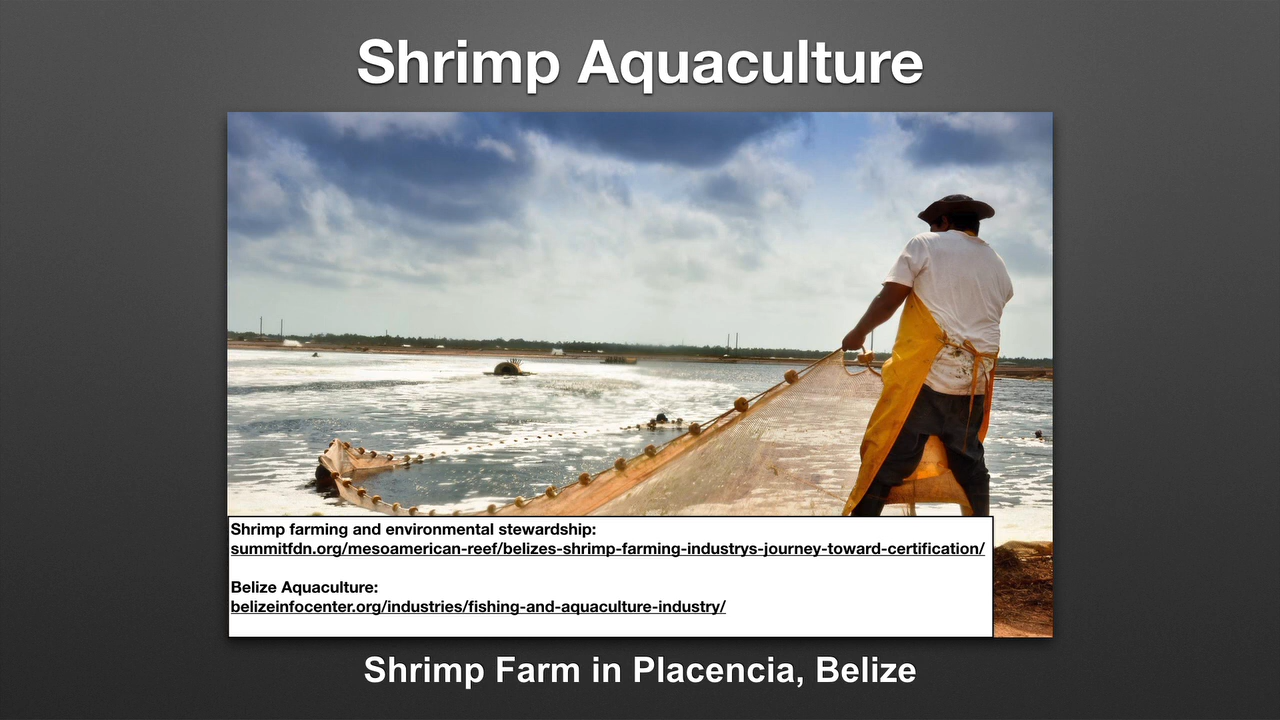 Shrimp Aquaculture
Shrimp farming and environmental stewardship:
summitfdn.org/mesoamerican-reef/belizes-shrimp-farming-industrys-journey-toward-certification/
Belize Aquaculture:
belizeinfocenter.org/industries/fishing-and-aquaculture-industry/
Shrimp Farm in Placencia, Belize